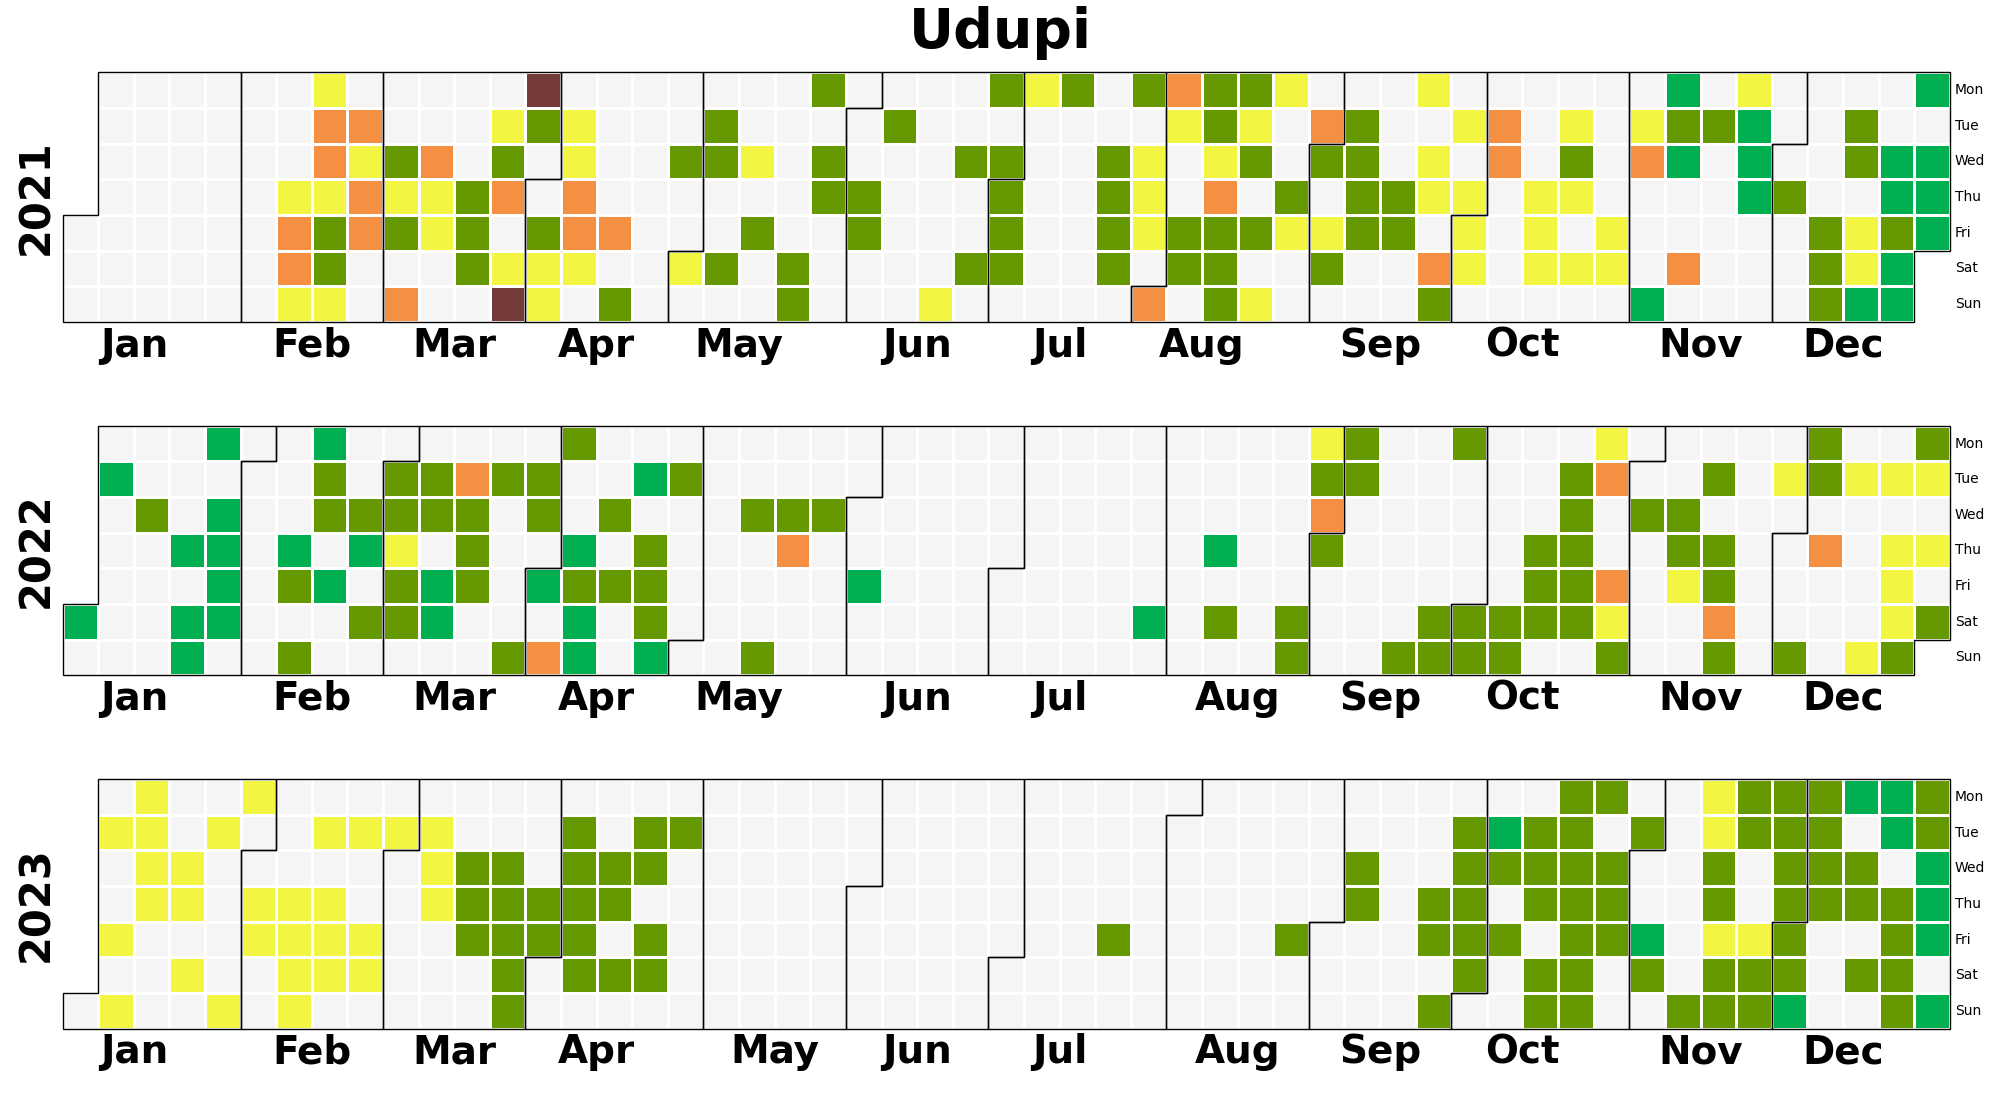 Udupi
2021
Mon
Tue
Wed
Thu
Fri
Sat
Sun
Jan Feb Mar Apr May Jun Jul Aug Sep Oct Nov Dec
2022
Mon
Tue
Wed
Thu
Fri
Sat
Sun
Jan Feb Mar Apr May Jun Jul Aug Sep Oct Nov Dec
2023
Mon
Tue
Wed
Thu
Fri
Sat
Sun
Jan Feb Mar Apr May Jun Jul Aug Sep Oct Nov Dec